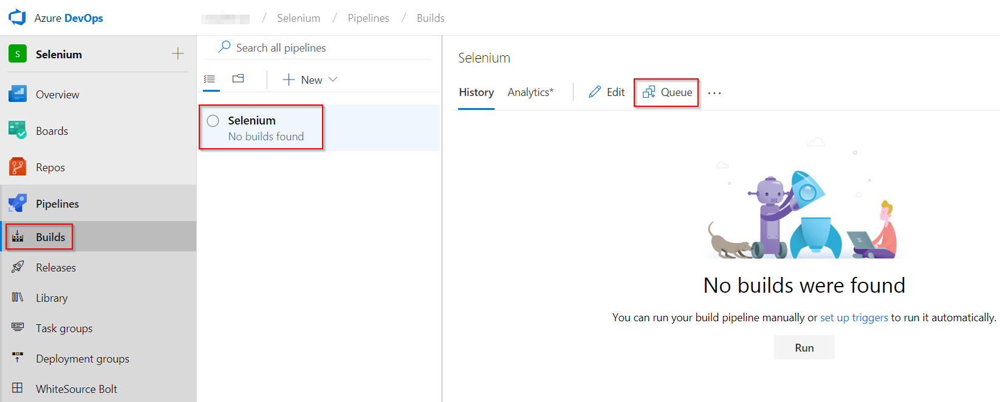 Azure DevOps
/ Selenium / Pipelines / Builds
S Selenium
Overview
Boards
Repos
Pipelines
Builds
Releases
Library
Task groups
Deployment groups
WhiteSource Bolt
Search all pipelines
New
Selenium
No builds found
Selenium
History Analytics* Edit Queue ...
No builds were found
You can run your build pipeline manually or set up triggers to run it automatically.
Run